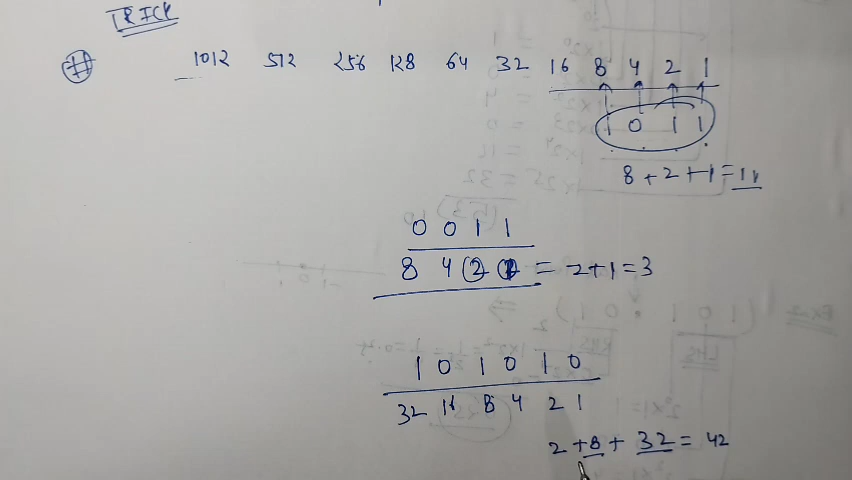 TRICK
# 1012 512 256 128 64 32 16 8 4 2 1
1 0 1 1
8 + 2 + 1 = 11
0 0 1 1
8 4 2 1 = 2+1=3
1 0 1 0 1 0
32 16 8 4 2 1
2 + 8 + 32 = 42